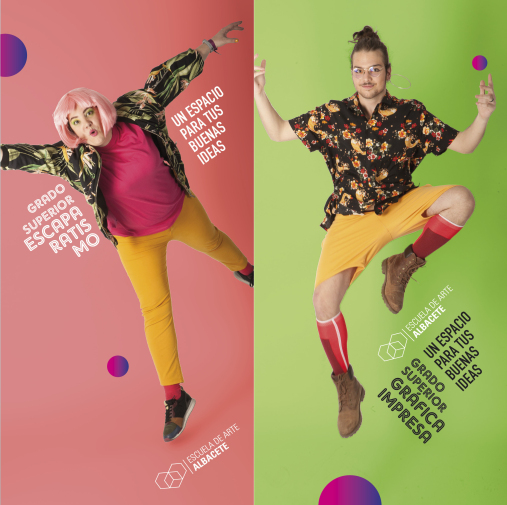 UN ESPACIO
PARA TUS
BUENAS
IDEAS
GRADO
SUPERIOR
ESCAPA
RATIS
MO
ESCUELA DE ARTE
ALBACETE
ESCUELA DE ARTE
ALBACETE
UN ESPACIO
PARA TUS
BUENAS
IDEAS
GRADO
SUPERIOR
GRÁFICA
IMPRESA